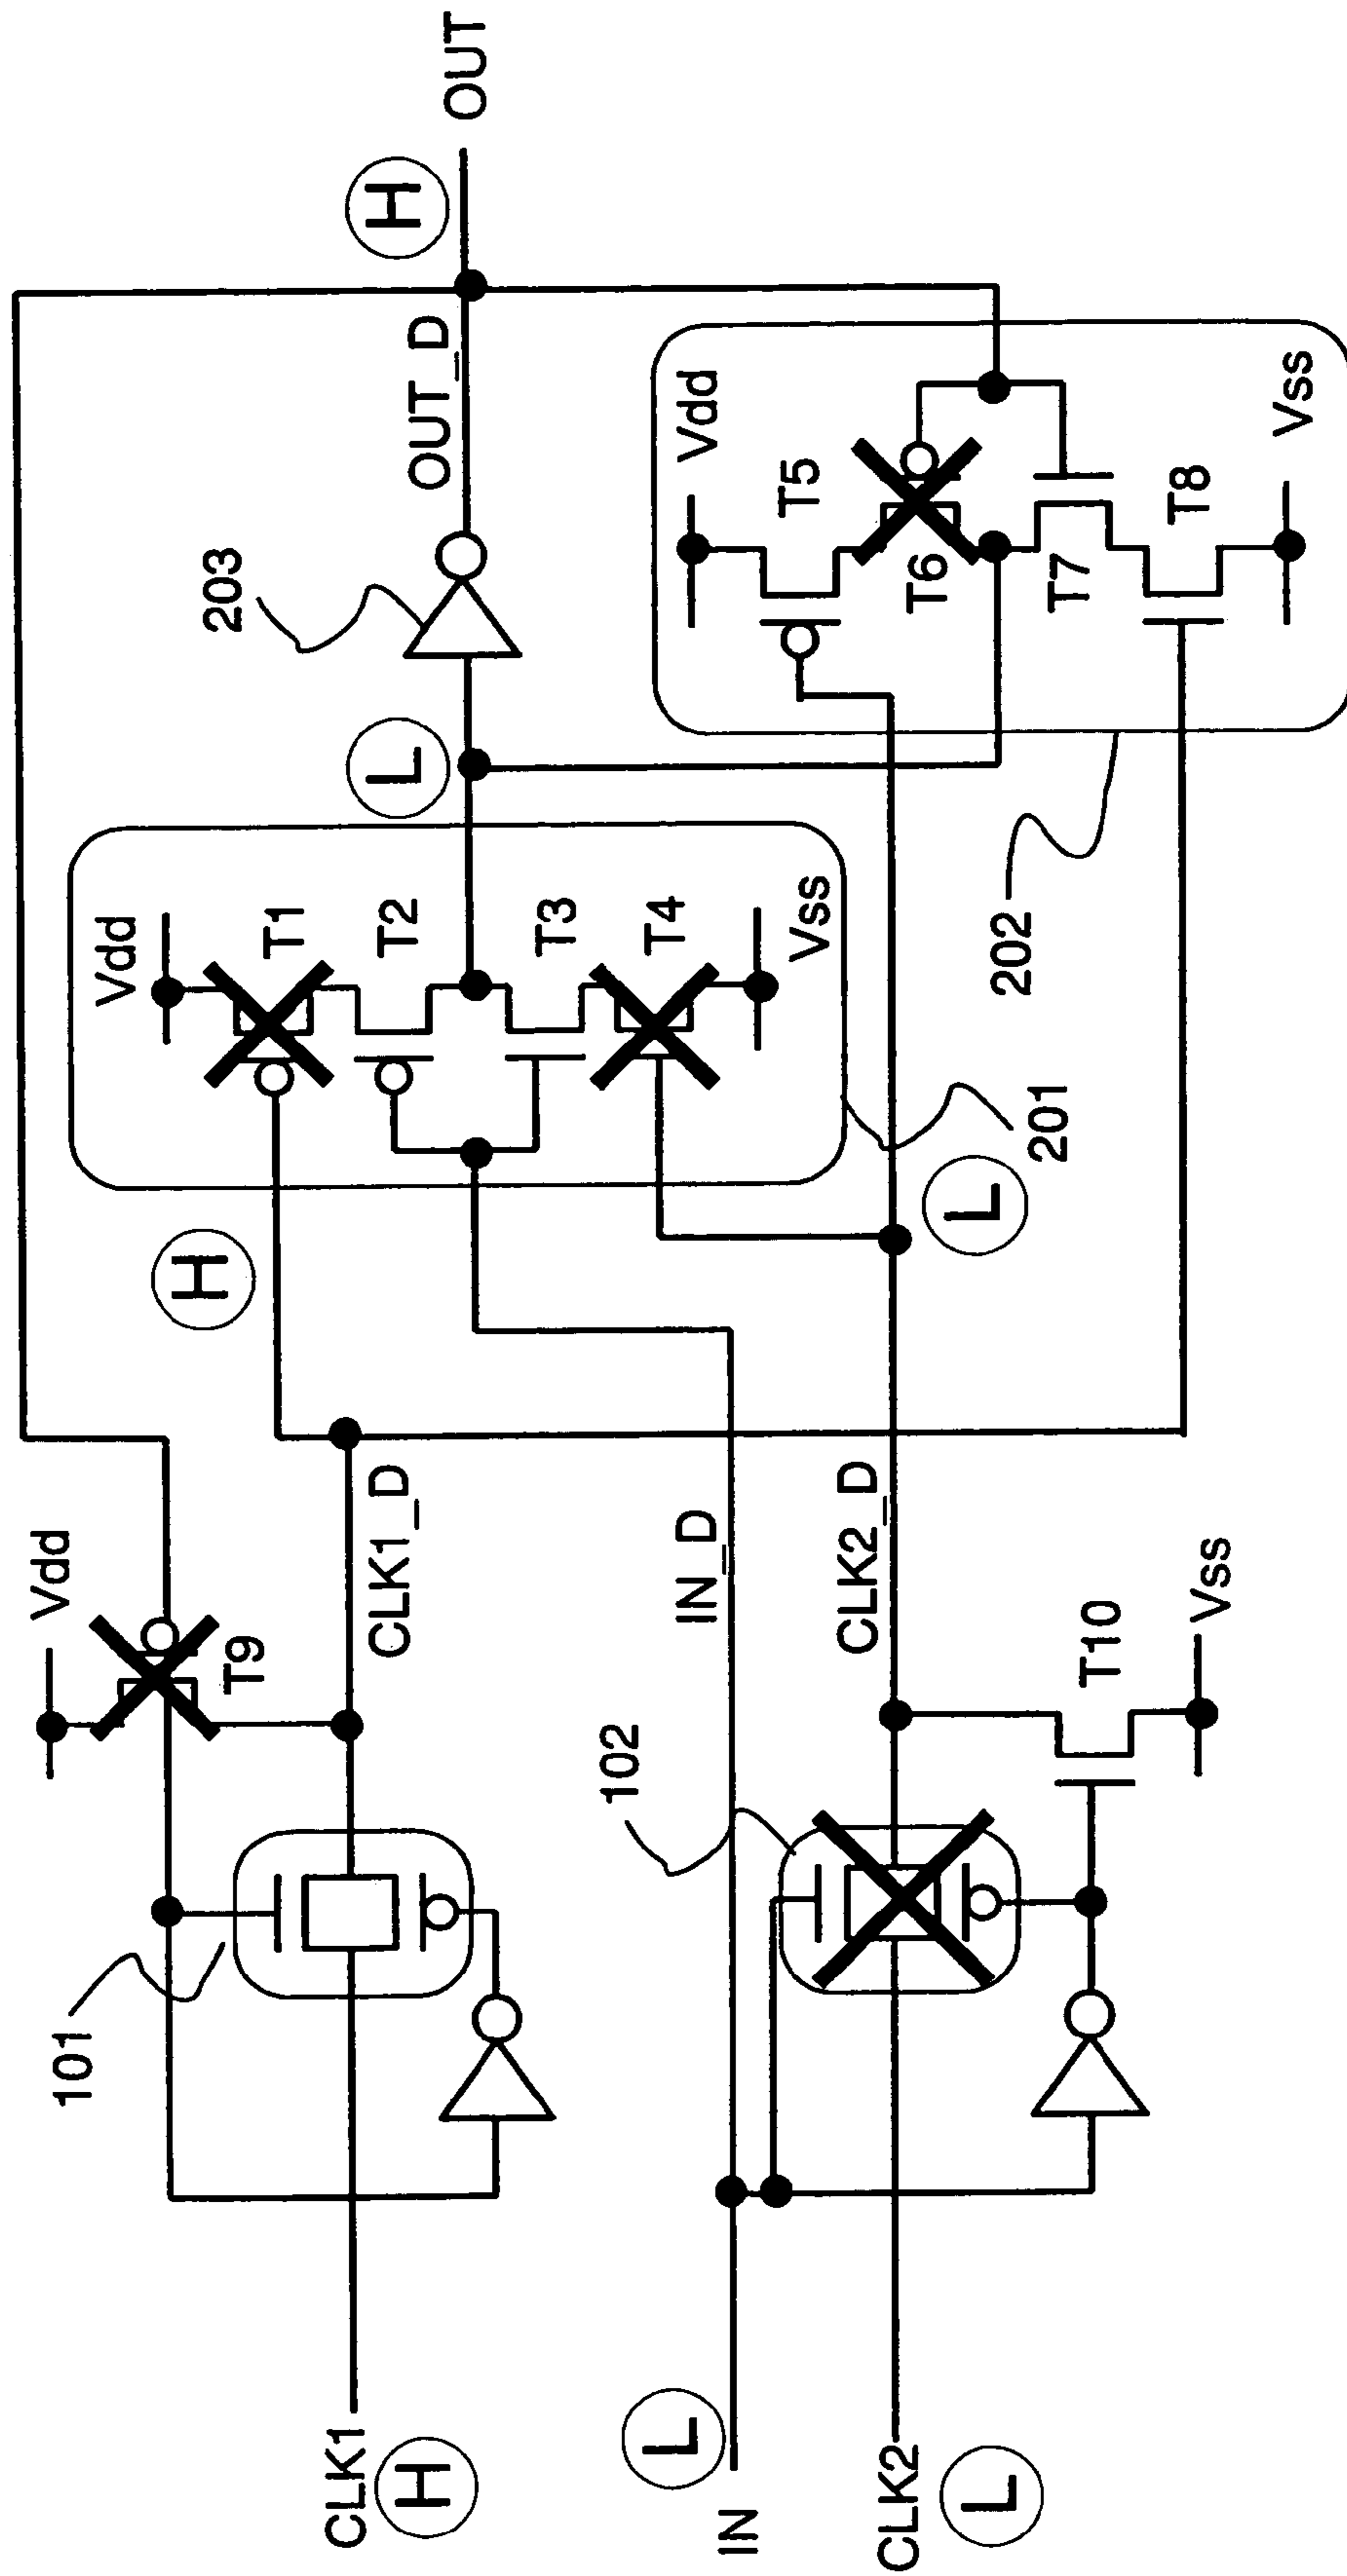 CLK1
H
IN
L
CLK2
L
101
Vdd
T9
CLK1_D
H
102
IN_D
CLK2_D
T10
Vss
Vdd
T1
T2
T3
T4
Vss
201
L
L
203
OUT_D
H
OUT
Vdd
T5
T6
T7
T8
Vss
202